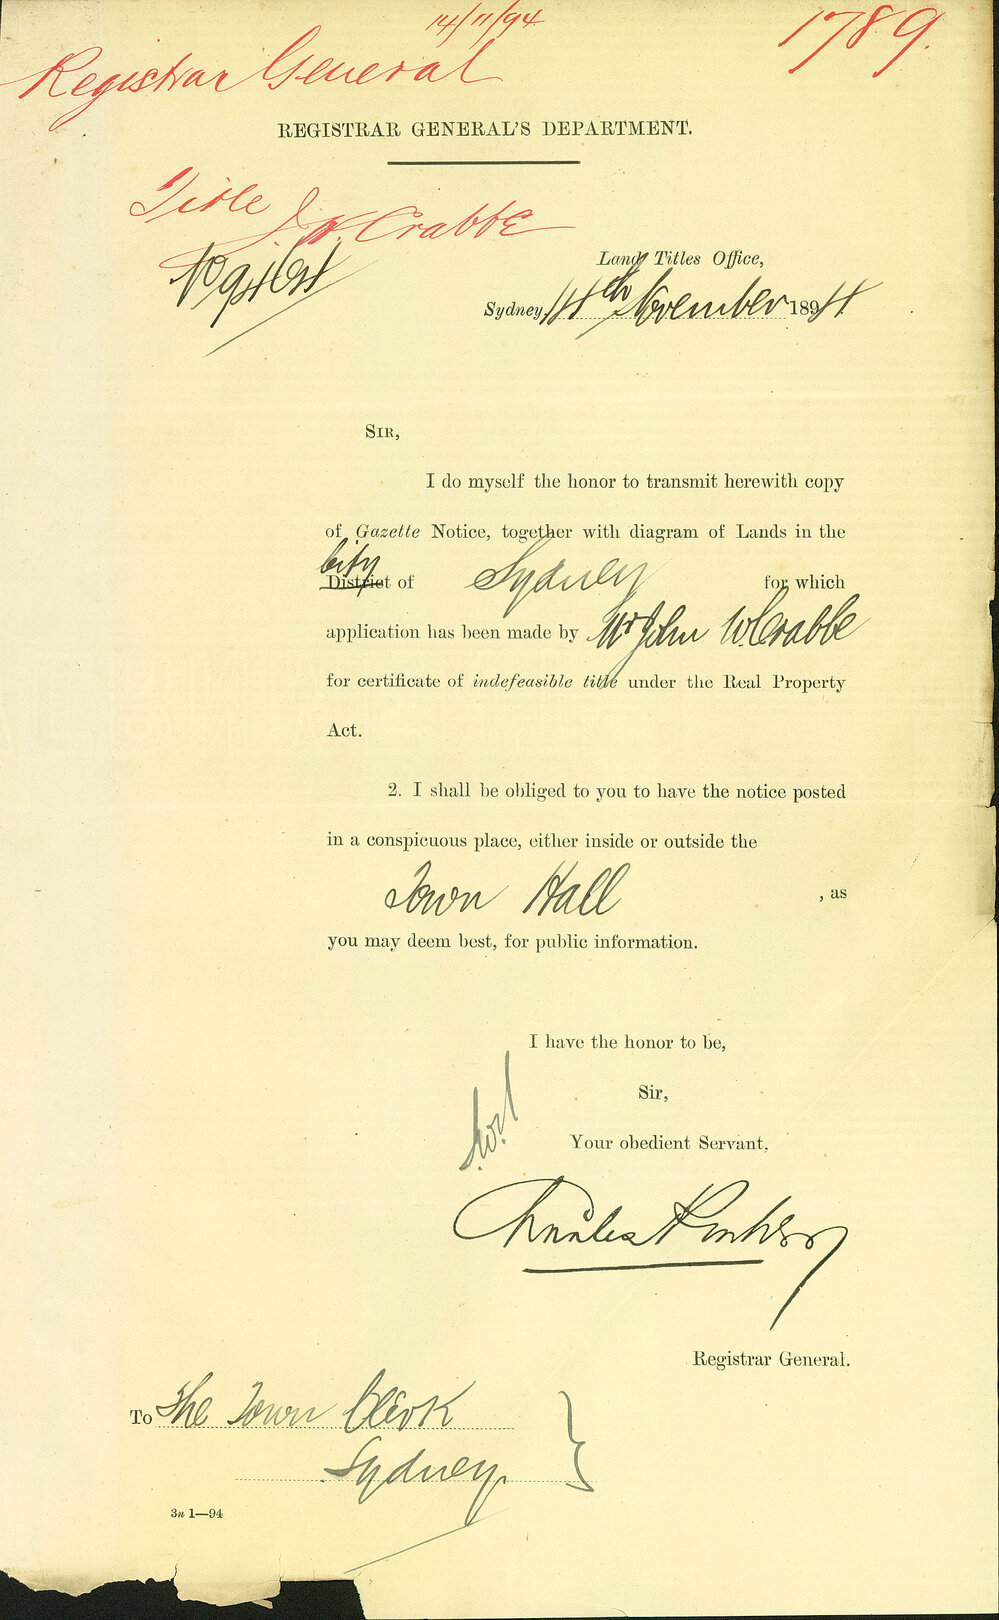 14/11/94
Registrar General
1789.
REGISTRAR GENERAL'S DEPARTMENT.
Title
J. W. Crabbe
No 9464
Land Titles Office,
Sydney, 14th November 1894
SIR,
I do myself the honor to transmit herewith copy
of Gazette Notice, together with diagram of Lands in the
City
District of Sydney for which
application has been made by Mr John W Crabbe
for certificate of indefeasible title under the Real Property
Act.
2. I shall be obliged to you to have the notice posted
in a conspicuous place, either inside or outside the
Town Hall , as
you may deem best, for public information.
I have the honor to be,
Sir,
Your obedient Servant,
Charles
Registrar General.
To The Town Clerk
Sydney.
3n 1—94